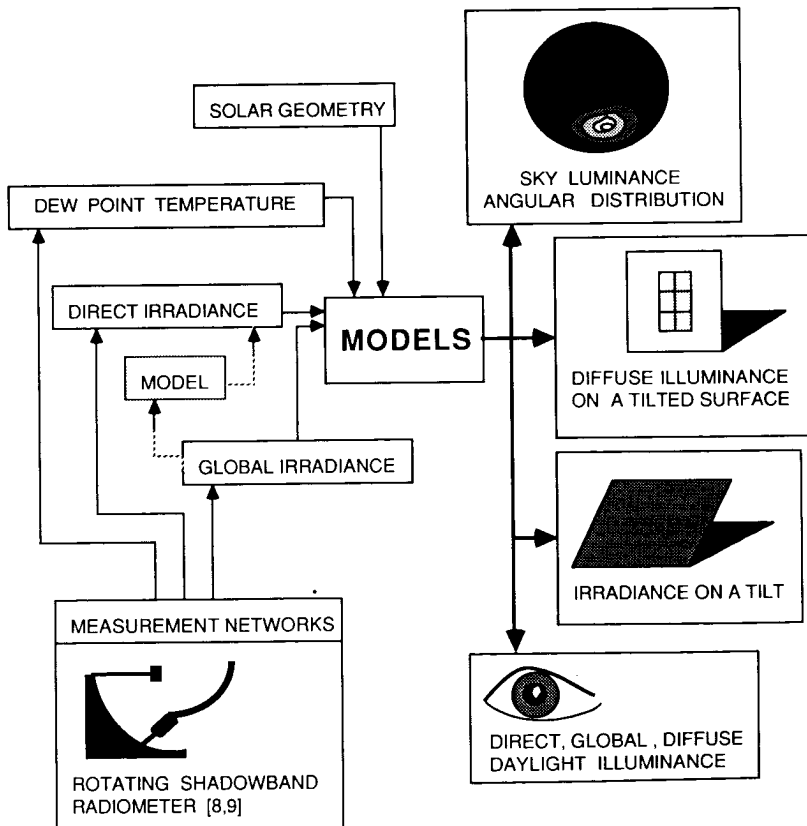 SOLAR GEOMETRY
DEW POINT TEMPERATURE
DIRECT IRRADIANCE
MODEL
GLOBAL IRRADIANCE
MODELS
MEASUREMENT NETWORKS
ROTATING SHADOWBAND
RADIOMETER [8,9]
SKY LUMINANCE
ANGULAR DISTRIBUTION
DIFFUSE ILLUMINANCE
ON A TILTED SURFACE
IRRADIANCE ON A TILT
DIRECT, GLOBAL , DIFFUSE
DAYLIGHT ILLUMINANCE